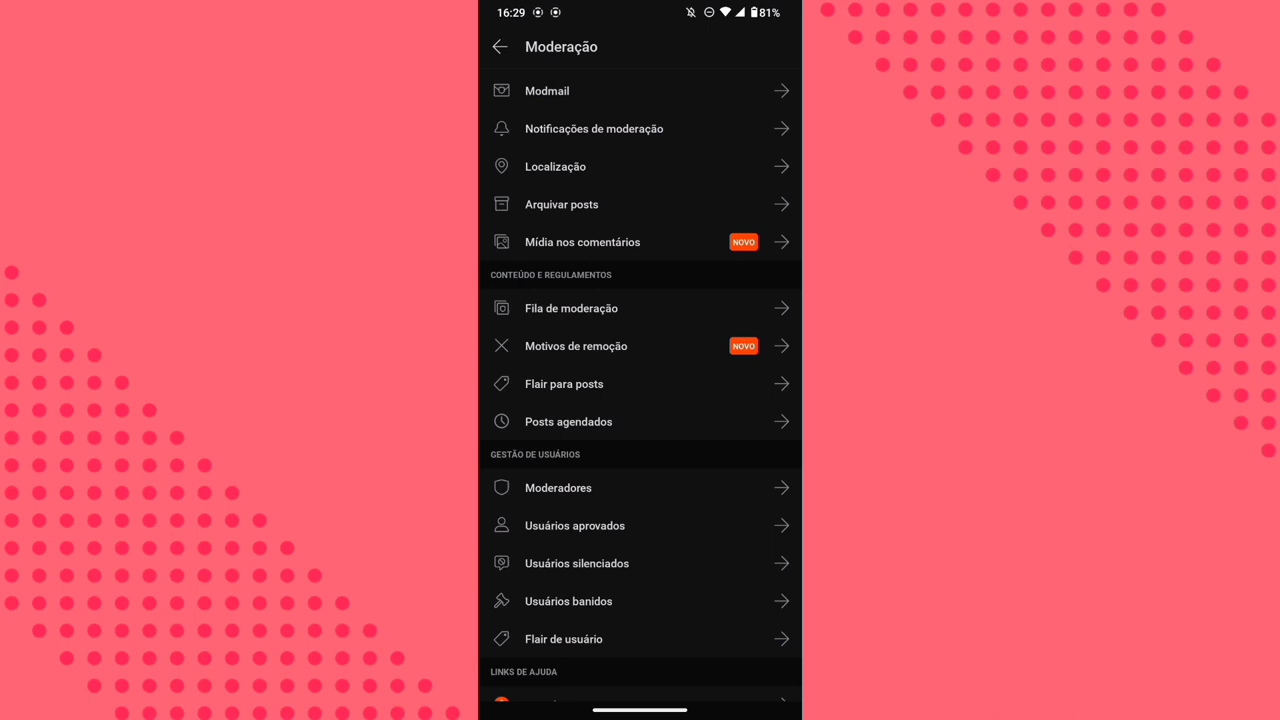 16:29 81%
Moderação
Modmail
Notificações de moderação
Localização
Arquivar posts
Mídia nos comentários NOVO
CONTEÚDO E REGULAMENTOS
Fila de moderação
Motivos de remoção NOVO
Flair para posts
Posts agendados
GESTÃO DE USUÁRIOS
Moderadores
Usuários aprovados
Usuários silenciados
Usuários banidos
Flair de usuário
LINKS DE AJUDA